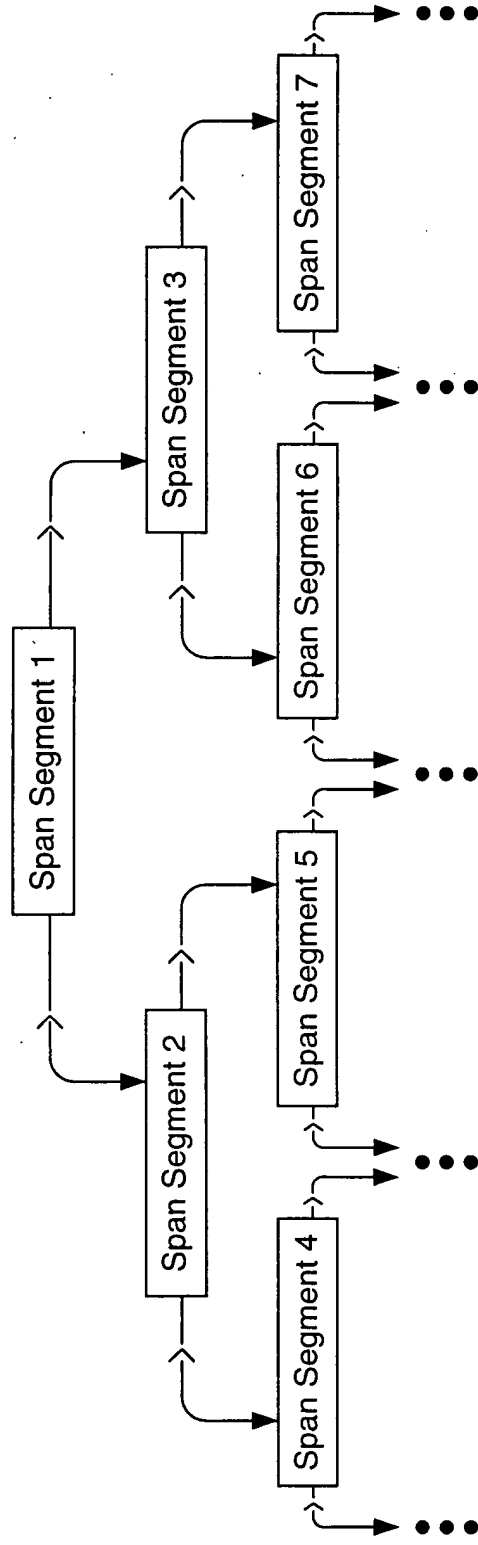 Span Segment 1
Span Segment 2
Span Segment 3
Span Segment 4
Span Segment 5
Span Segment 6
Span Segment 7